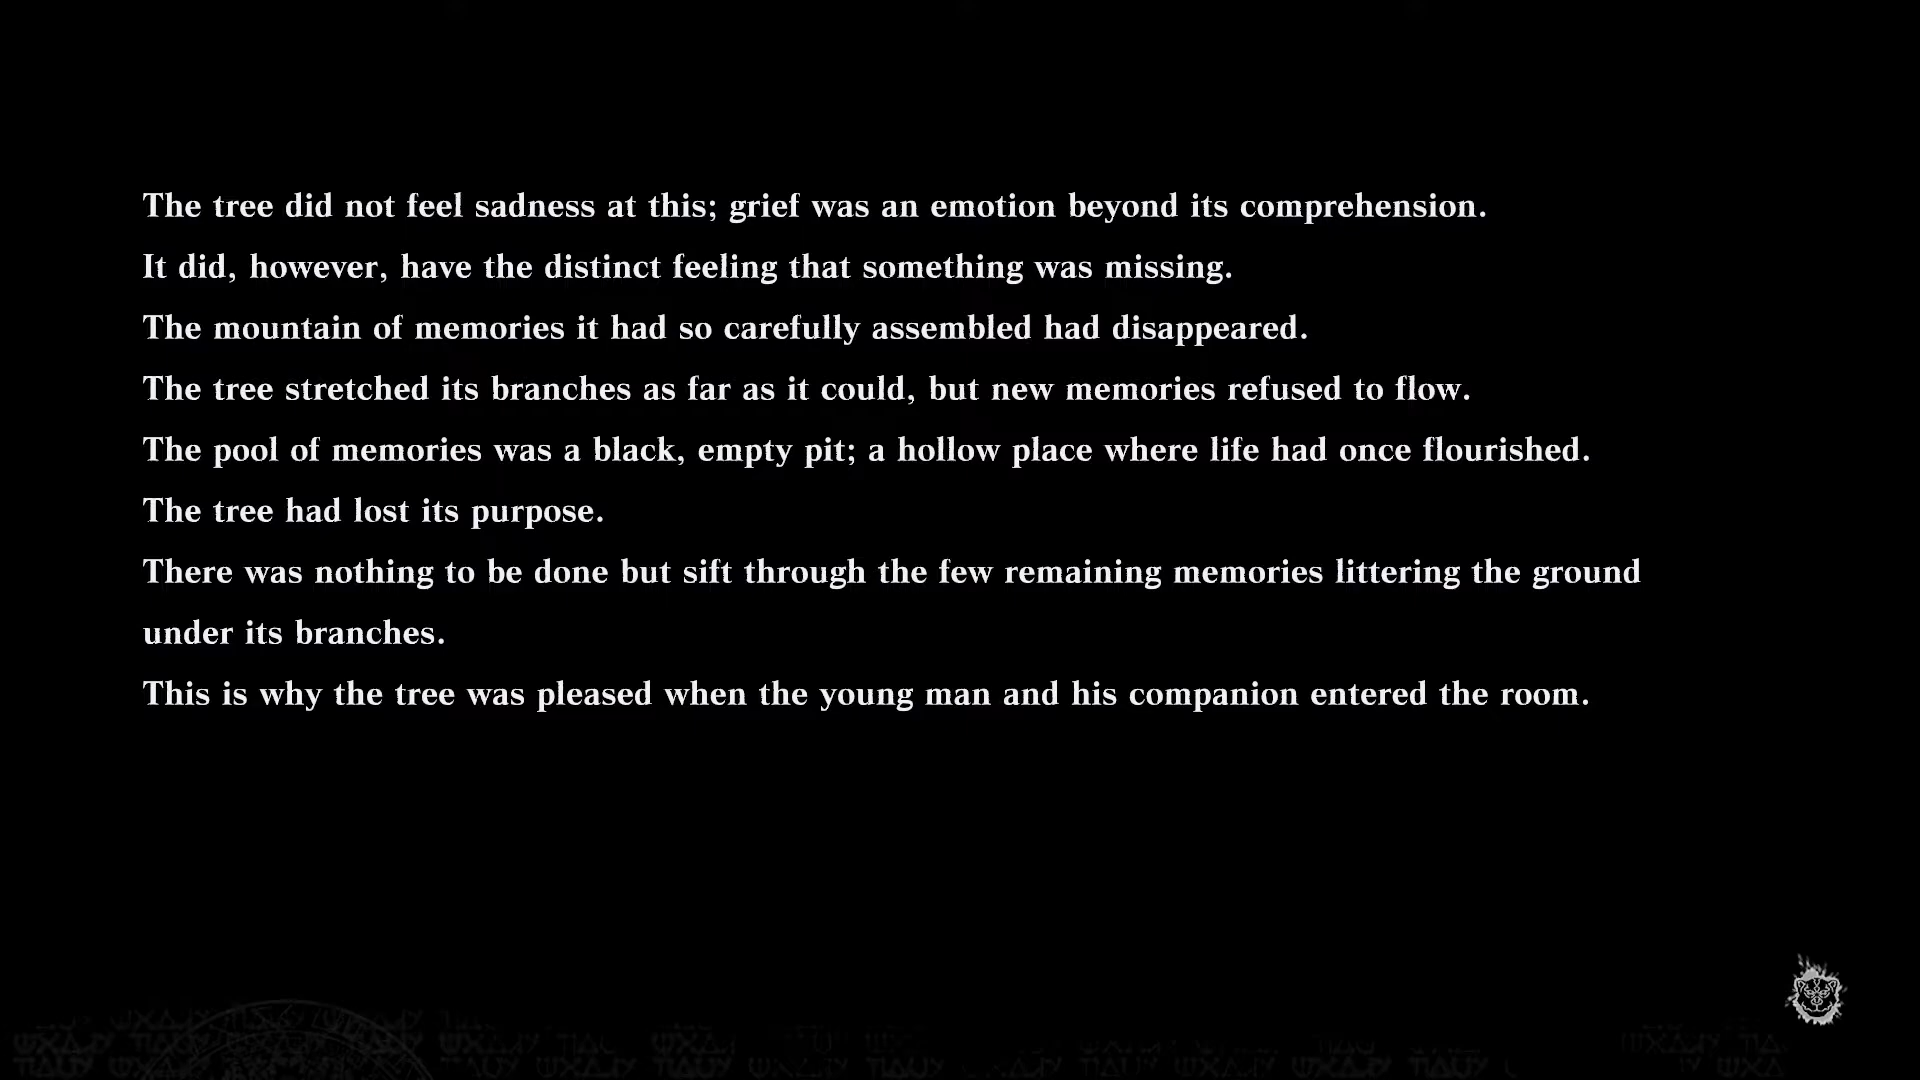 The tree did not feel sadness at this; grief was an emotion beyond its comprehension.
It did, however, have the distinct feeling that something was missing.
The mountain of memories it had so carefully assembled had disappeared.
The tree stretched its branches as far as it could, but new memories refused to flow.
The pool of memories was a black, empty pit; a hollow place where life had once flourished.
The tree had lost its purpose.
There was nothing to be done but sift through the few remaining memories littering the ground
under its branches.
This is why the tree was pleased when the young man and his companion entered the room.